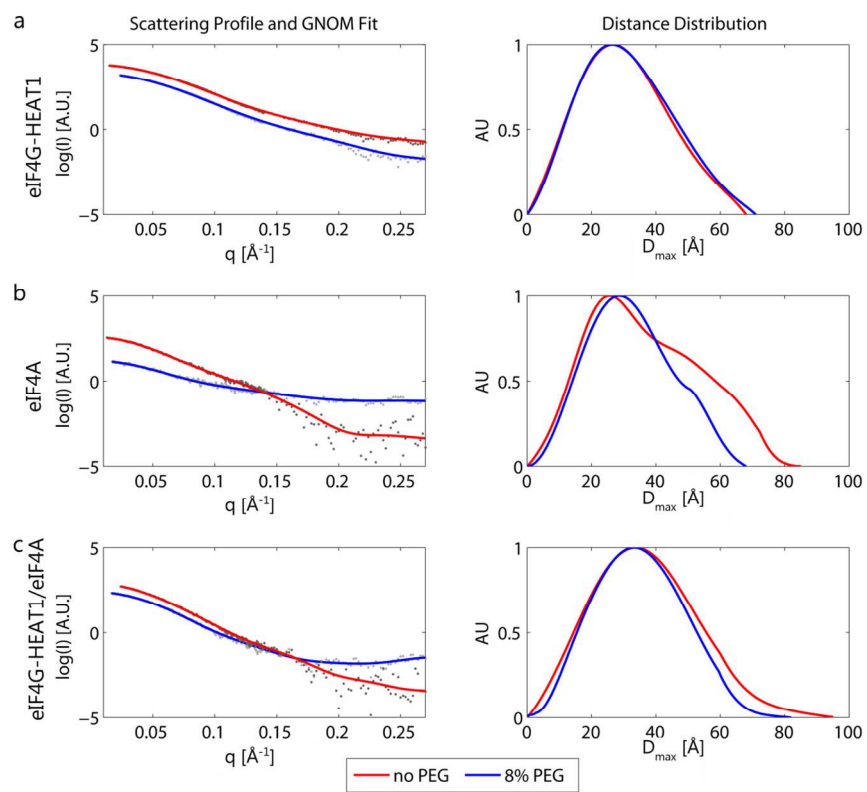 a
Scattering Profile and GNOM Fit
Distance Distribution
eIF4G-HEAT1
log(I) [A.U.]
5
0
−5
0.05 0.1 0.15 0.2 0.25
q [Å⁻¹]
AU
1
0.5
0
0 20 40 60 80 100
Dmax [Å]
b
eIF4A
log(I) [A.U.]
5
0
−5
0.05 0.1 0.15 0.2 0.25
q [Å⁻¹]
AU
1
0.5
0
0 20 40 60 80 100
Dmax [Å]
c
eIF4G-HEAT1/eIF4A
log(I) [A.U.]
5
0
−5
0.05 0.1 0.15 0.2 0.25
q [Å⁻¹]
AU
1
0.5
0
0 20 40 60 80 100
Dmax [Å]
no PEG 8% PEG